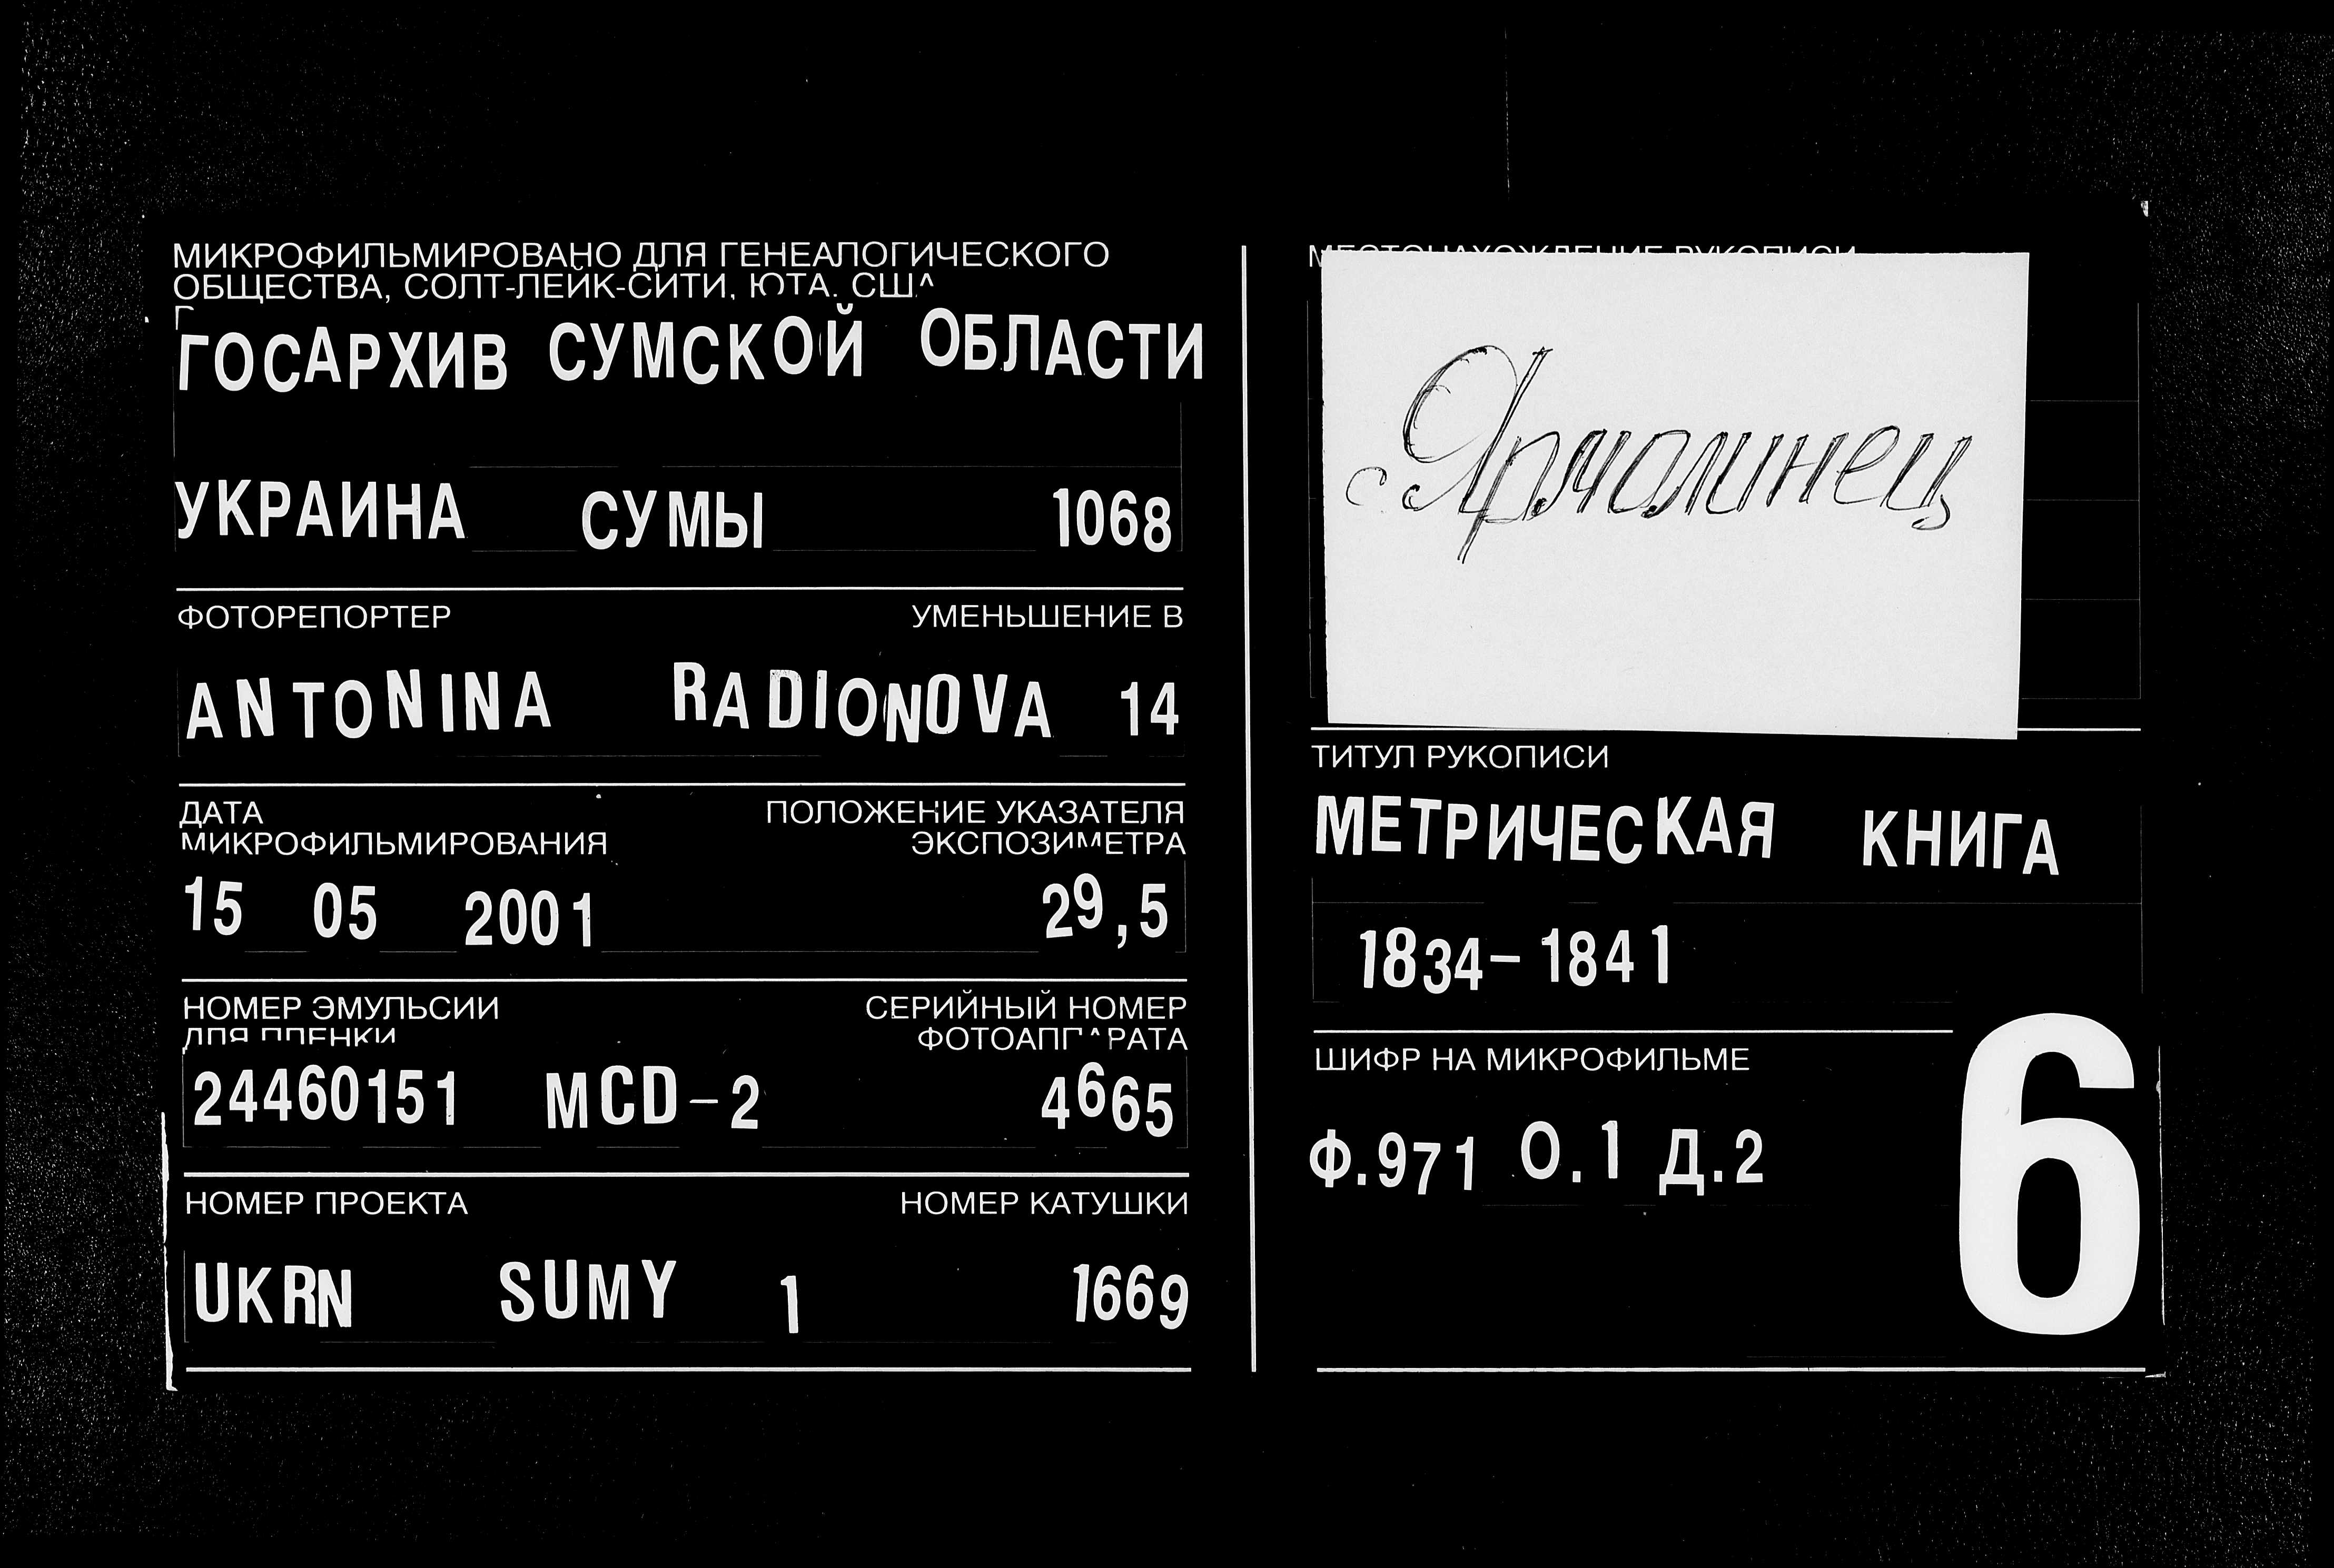 МИКРОФИЛЬМИРОВАНО ДЛЯ ГЕНЕАЛОГИЧЕСКОГО
ОБЩЕСТВА, СОЛТ-ЛЕЙК-СИТИ, ЮТА, США
ГОСАРХИВ СУМСКОЙ ОБЛАСТИ
УКРАИНА СУМЫ 1068
ФОТОРЕПОРТЕР УМЕНЬШЕНИЕ В
ANTONINA RADIONOVA 14
ДАТА ПОЛОЖЕНИЕ УКАЗАТЕЛЯ
МИКРОФИЛЬМИРОВАНИЯ ЭКСПОЗИМЕТРА
15 05 2001 29,5
НОМЕР ЭМУЛЬСИИ СЕРИЙНЫЙ НОМЕР
ДЛЯ ПЛЕНКИ ФОТОАППАРАТА
24460151 MCD-2 4665
НОМЕР ПРОЕКТА НОМЕР КАТУШКИ
UKRN SUMY 1 1669
МЕСТОНАХОЖДЕНИЕ РУКОПИСИ
с Ярмолинец
ТИТУЛ РУКОПИСИ
МЕТРИЧЕСКАЯ КНИГА
1834-1841
ШИФР НА МИКРОФИЛЬМЕ
Ф.971 О.1 Д.2
6